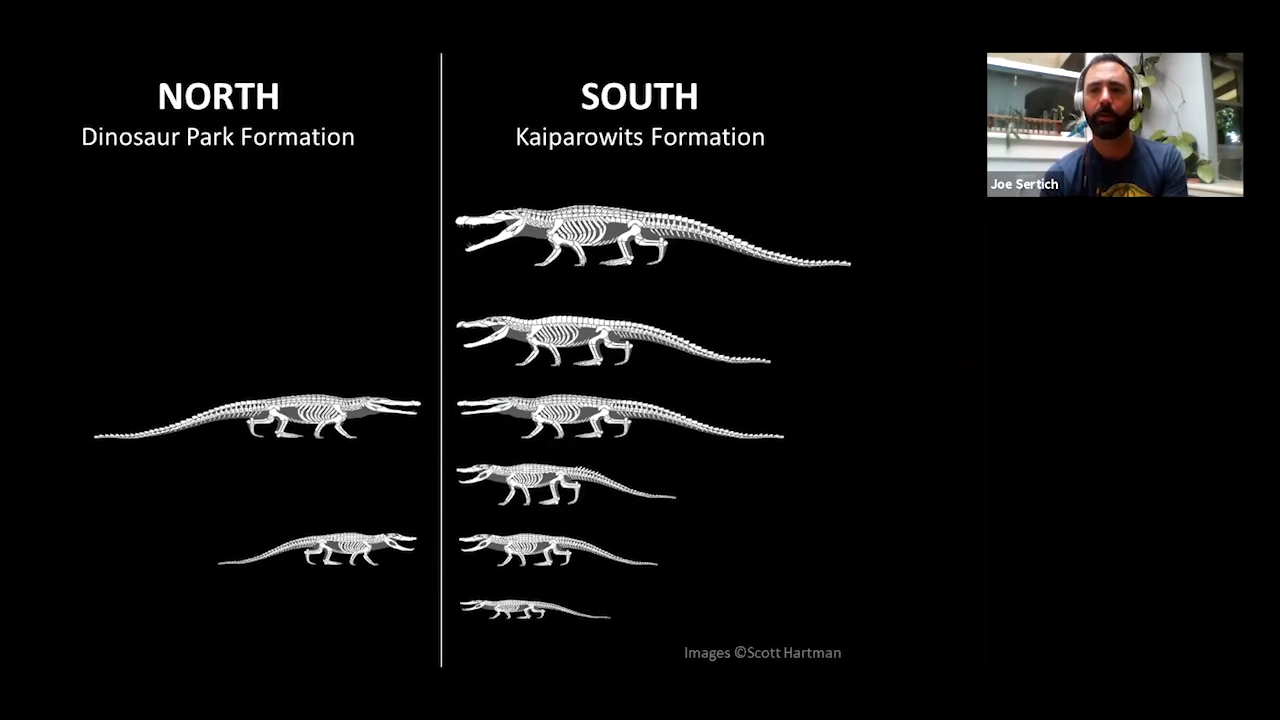 NORTH
Dinosaur Park Formation
SOUTH
Kaiparowits Formation
Joe Sertich
Images ©Scott Hartman